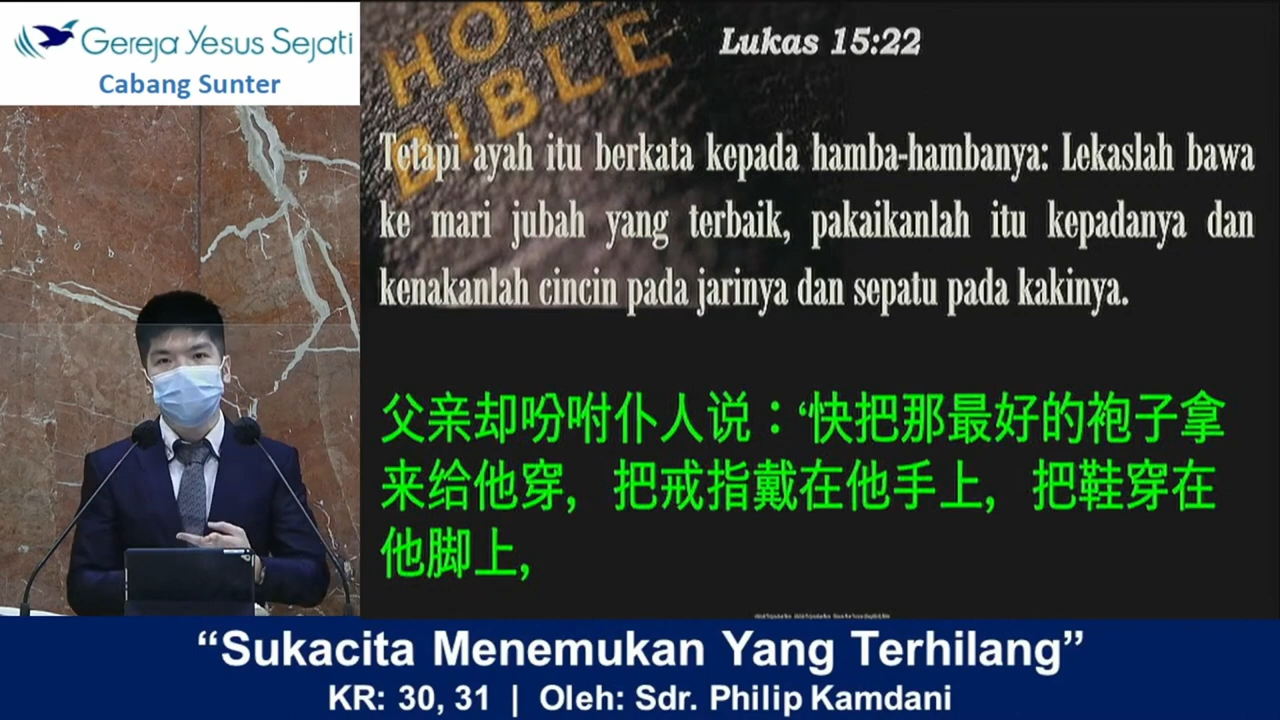 Gereja Yesus Sejati
Cabang Sunter
HOLY
BIBLE
Lukas 15:22
Tetapi ayah itu berkata kepada hamba-hambanya: Lekaslah bawa
ke mari jubah yang terbaik, pakaikanlah itu kepadanya dan
kenakanlah cincin pada jarinya dan sepatu pada kakinya.
父亲却吩咐仆人说：“快把那最好的袍子拿
来给他穿，把戒指戴在他手上，把鞋穿在
他脚上，
“Sukacita Menemukan Yang Terhilang”
KR: 30, 31 | Oleh: Sdr. Philip Kamdani